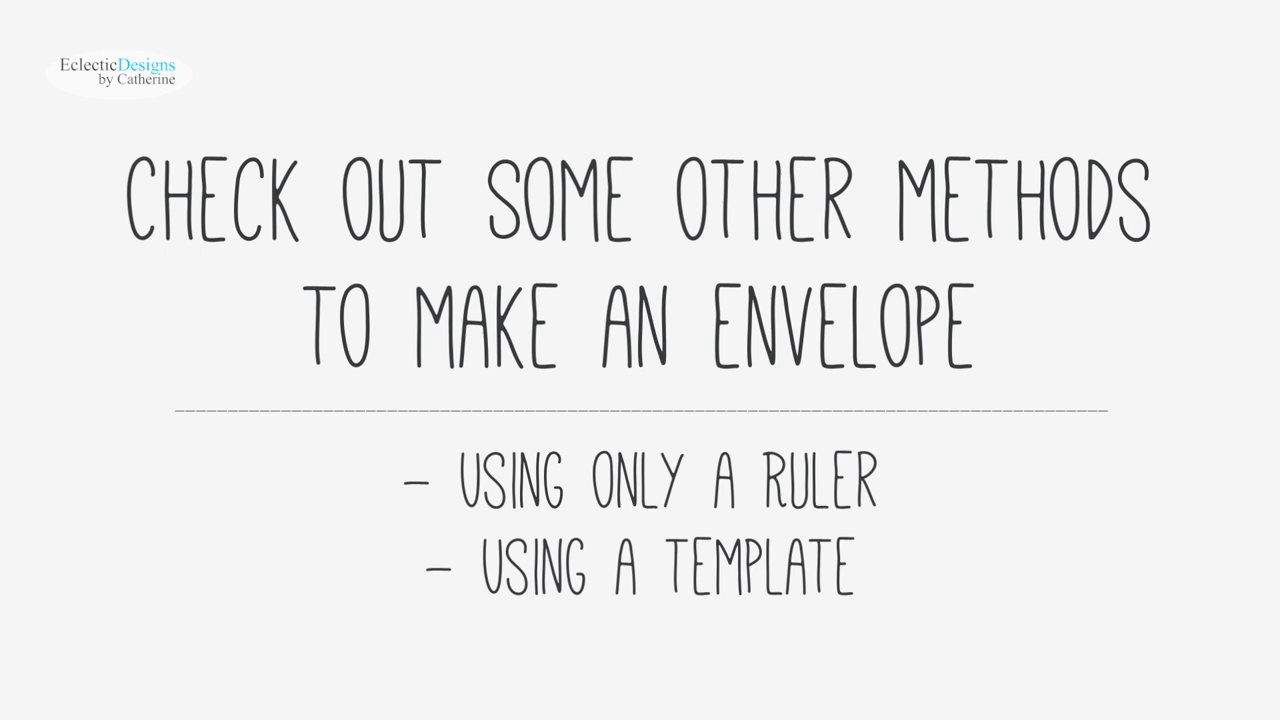 EclecticDesigns
by Catherine
CHECK OUT SOME OTHER METHODS
TO MAKE AN ENVELOPE
- USING ONLY A RULER
- USING A TEMPLATE